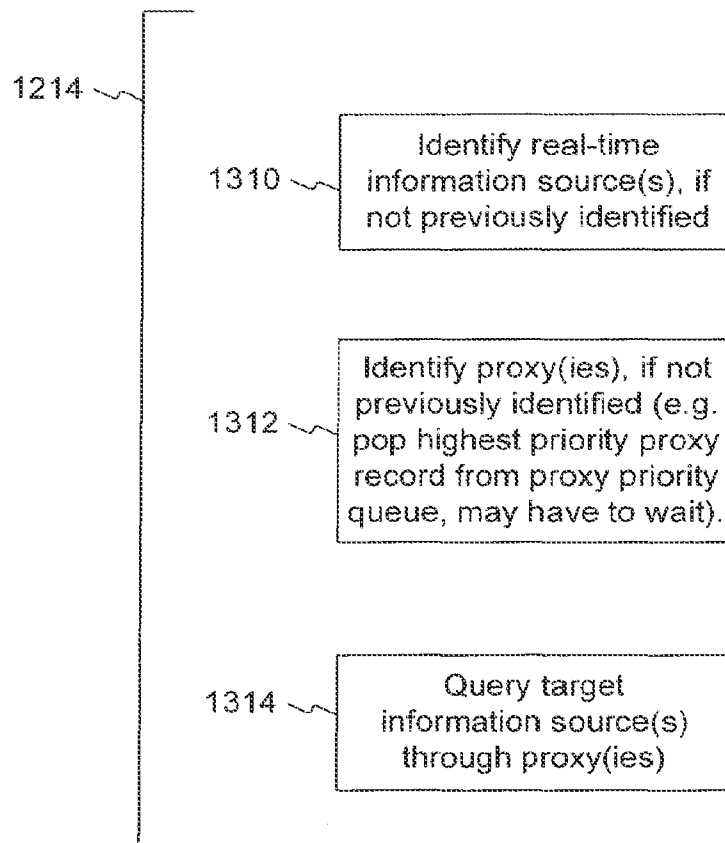 1214
1310
Identify real-time
information source(s), if
not previously identified
1312
Identify proxy(ies), if not
previously identified (e.g.
pop highest priority proxy
record from proxy priority
queue, may have to wait).
1314
Query target
information source(s)
through proxy(ies)